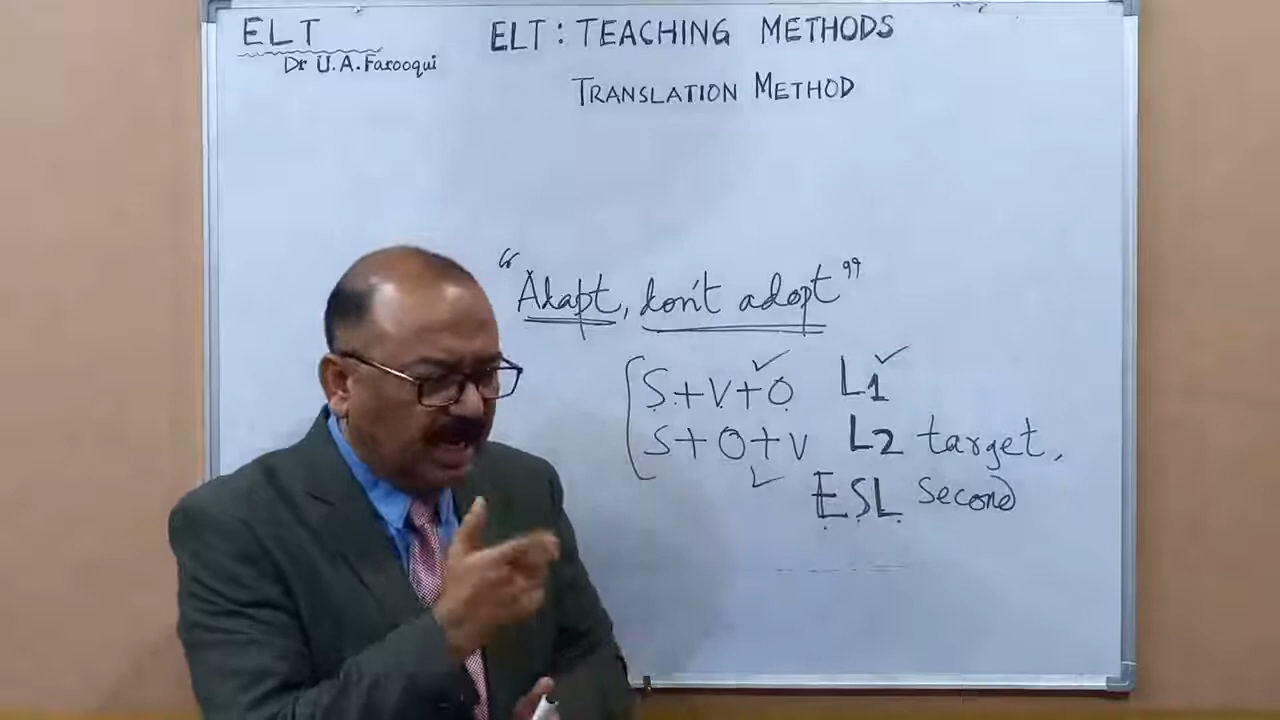 ELT
Dr U.A. Farooqui
ELT : TEACHING METHODS
TRANSLATION METHOD
"Adapt, don't adopt"
S+V+O L1
S+O+V L2 target,
ESL Second